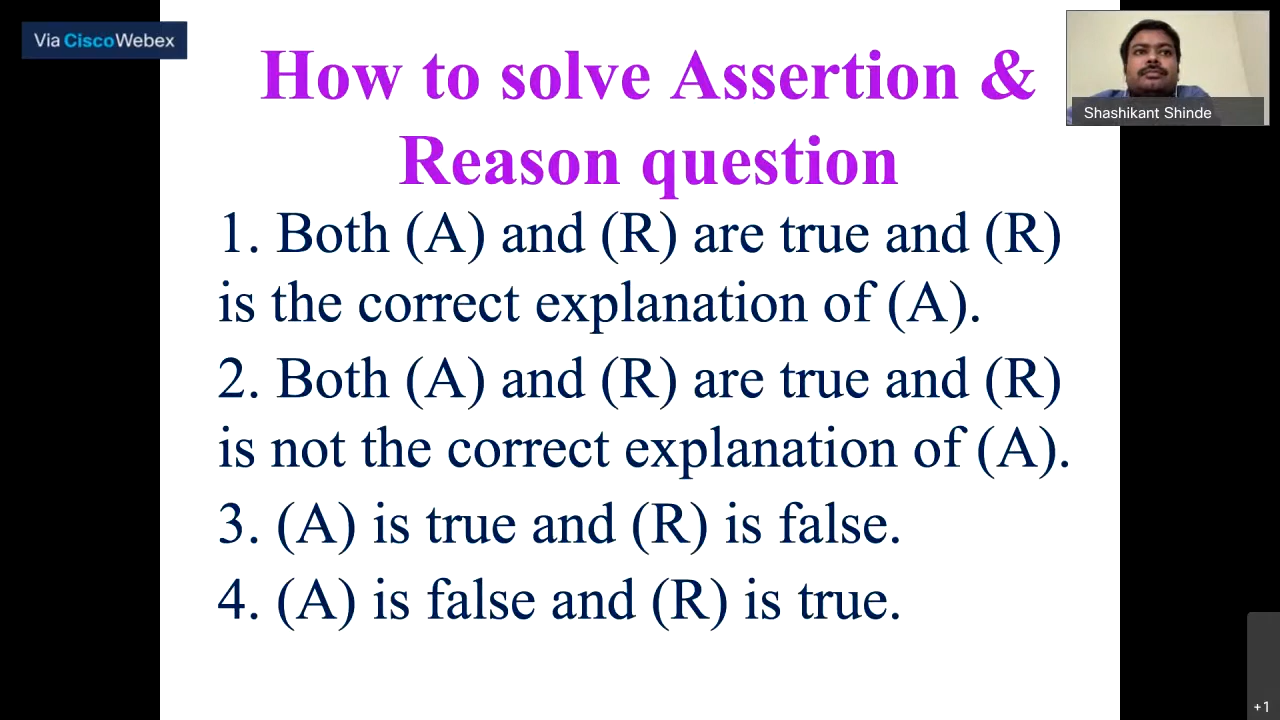 Via Cisco Webex
How to solve Assertion &
Reason question
Shashikant Shinde
1. Both (A) and (R) are true and (R)
is the correct explanation of (A).
2. Both (A) and (R) are true and (R)
is not the correct explanation of (A).
3. (A) is true and (R) is false.
4. (A) is false and (R) is true.
+1